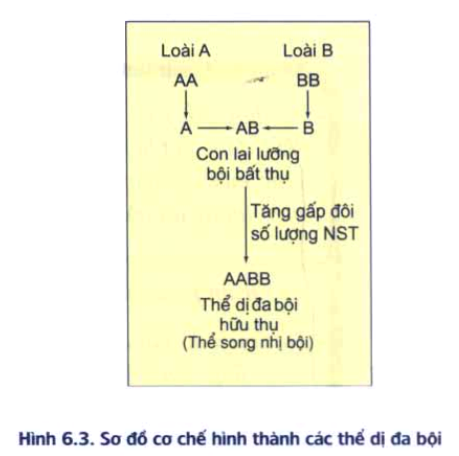 Loài A Loài B
AA BB
A AB B
Con lai lưỡng
bội bất thụ
Tăng gấp đôi
số lượng NST
AABB
Thể dị đa bội
hữu thụ
(Thể song nhị bội)
Hình 6.3. Sơ đồ cơ chế hình thành các thể dị đa bội